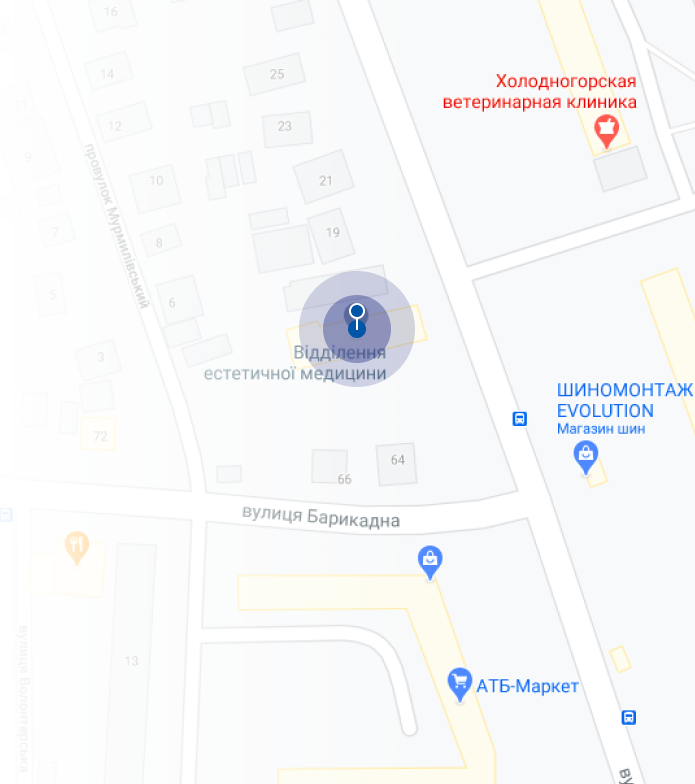 16
25
14
Холодногорская
ветеринарная клиника
12
23
провулок Мурмилівський
9
10
21
19
7
8
5
6
Відділення
естетичної медицини
3
ШИНОМОНТАЖ
EVOLUTION
Магазин шин
72
64
66
вулиця Барикадна
13
АТБ-Маркет
вулиця Волонтерська